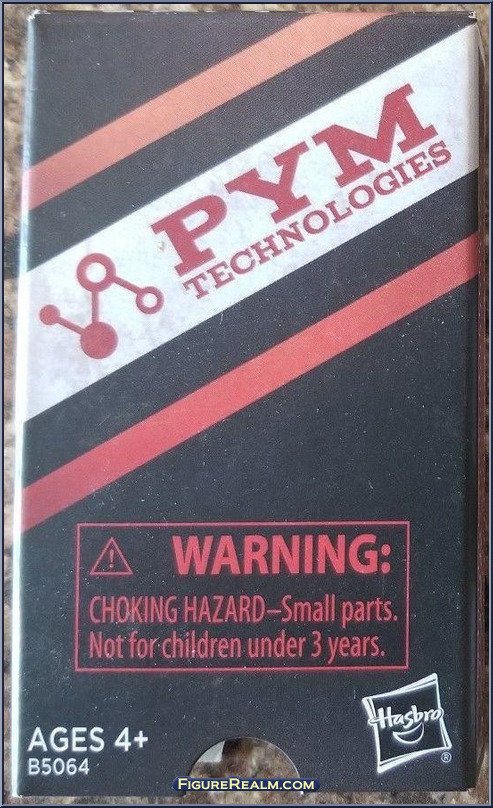 PYM
TECHNOLOGIES
WARNING:
CHOKING HAZARD–Small parts.
Not for children under 3 years.
Hasbro
®
AGES 4+
B5064
FIGUREREALM.COM